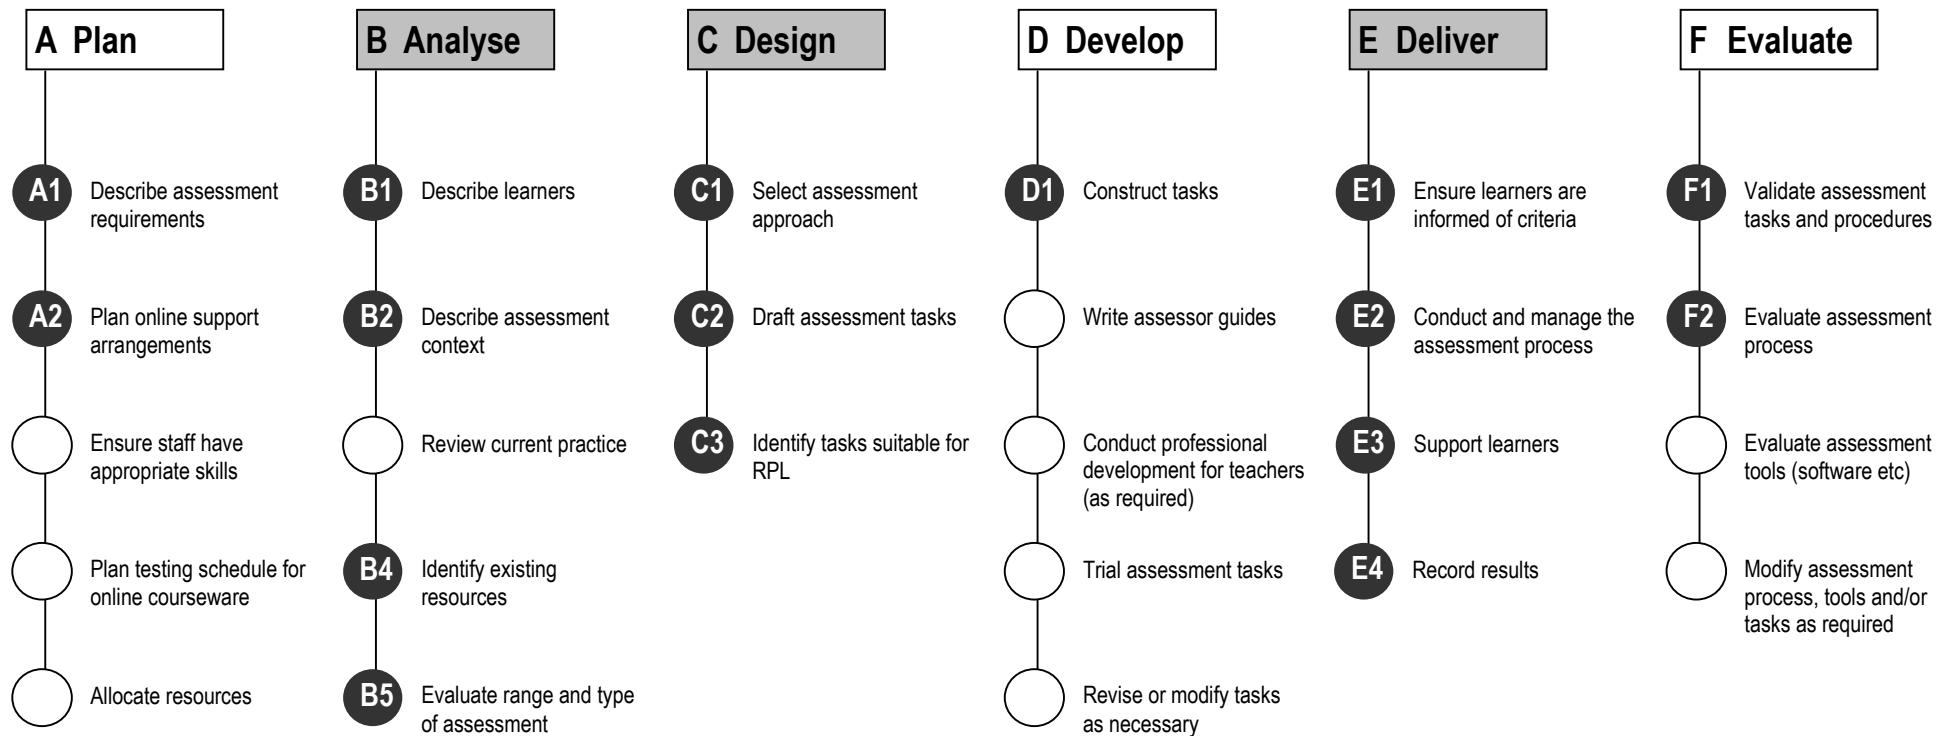 A Plan
A1 Describe assessment
requirements
A2 Plan online support
arrangements
Ensure staff have
appropriate skills
Plan testing schedule for
online courseware
Allocate resources
B Analyse
B1 Describe learners
B2 Describe assessment
context
Review current practice
B4 Identify existing
resources
B5 Evaluate range and type
of assessment
C Design
C1 Select assessment
approach
C2 Draft assessment tasks
C3 Identify tasks suitable for
RPL
D Develop
D1 Construct tasks
Write assessor guides
Conduct professional
development for teachers
(as required)
Trial assessment tasks
Revise or modify tasks
as necessary
E Deliver
E1 Ensure learners are
informed of criteria
E2 Conduct and manage the
assessment process
E3 Support learners
E4 Record results
F Evaluate
F1 Validate assessment
tasks and procedures
F2 Evaluate assessment
process
Evaluate assessment
tools (software etc)
Modify assessment
process, tools and/or
tasks as required